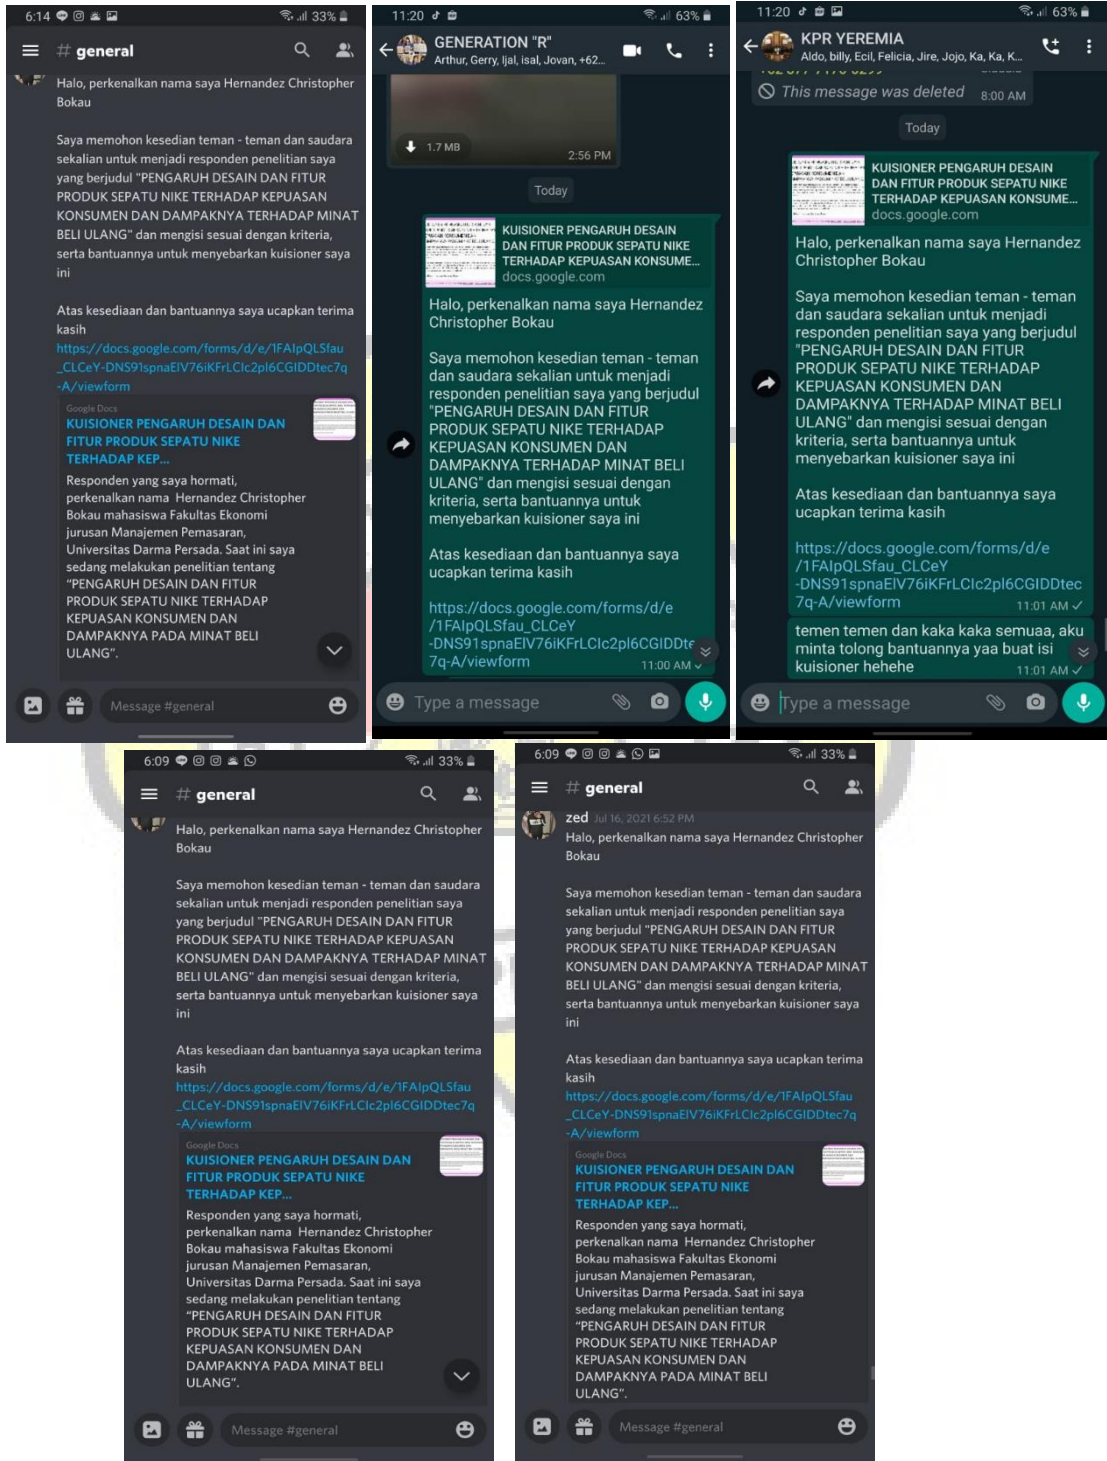 6:14 33%
# general
Halo, perkenalkan nama saya Hernandez Christopher
Bokau
Saya memohon kesedian teman - teman dan saudara
sekalian untuk menjadi responden penelitian saya
yang berjudul "PENGARUH DESAIN DAN FITUR
PRODUK SEPATU NIKE TERHADAP KEPUASAN
KONSUMEN DAN DAMPAKNYA TERHADAP MINAT
BELI ULANG" dan mengisi sesuai dengan kriteria,
serta bantuannya untuk menyebarkan kuisioner saya
ini
Atas kesediaan dan bantuannya saya ucapkan terima
kasih
https://docs.google.com/forms/d/e/1FAIpQLSfau
_CLCeY-DNS91spnaElV76iKFrLCIc2pl6CGIDDtec7q
-A/viewform
Google Docs
KUISIONER PENGARUH DESAIN DAN
FITUR PRODUK SEPATU NIKE
TERHADAP KEP...
Responden yang saya hormati,
perkenalkan nama Hernandez Christopher
Bokau mahasiswa Fakultas Ekonomi
jurusan Manajemen Pemasaran,
Universitas Darma Persada. Saat ini saya
sedang melakukan penelitian tentang
"PENGARUH DESAIN DAN FITUR
PRODUK SEPATU NIKE TERHADAP
KEPUASAN KONSUMEN DAN
DAMPAKNYA PADA MINAT BELI
ULANG".
Message #general
11:20 63%
GENERATION "R"
Arthur, Gerry, Ijal, isal, Jovan, +62...
1.7 MB
2:56 PM
Today
KUISIONER PENGARUH DESAIN
DAN FITUR PRODUK SEPATU NIKE
TERHADAP KEPUASAN KONSUME...
docs.google.com
Halo, perkenalkan nama saya Hernandez
Christopher Bokau
Saya memohon kesedian teman - teman
dan saudara sekalian untuk menjadi
responden penelitian saya yang berjudul
"PENGARUH DESAIN DAN FITUR
PRODUK SEPATU NIKE TERHADAP
KEPUASAN KONSUMEN DAN
DAMPAKNYA TERHADAP MINAT BELI
ULANG" dan mengisi sesuai dengan
kriteria, serta bantuannya untuk
menyebarkan kuisioner saya ini
Atas kesediaan dan bantuannya saya
ucapkan terima kasih
https://docs.google.com/forms/d/e
/1FAIpQLSfau_CLCeY
-DNS91spnaElV76iKFrLCIc2pl6CGIDDte
7q-A/viewform
11:00 AM
Type a message
11:20 63%
KPR YEREMIA
Aldo, billy, Ecil, Felicia, Jire, Jojo, Ka, Ka, K...
This message was deleted 8:00 AM
Today
KUISIONER PENGARUH DESAIN
DAN FITUR PRODUK SEPATU NIKE
TERHADAP KEPUASAN KONSUME...
docs.google.com
Halo, perkenalkan nama saya Hernandez
Christopher Bokau
Saya memohon kesedian teman - teman
dan saudara sekalian untuk menjadi
responden penelitian saya yang berjudul
"PENGARUH DESAIN DAN FITUR
PRODUK SEPATU NIKE TERHADAP
KEPUASAN KONSUMEN DAN
DAMPAKNYA TERHADAP MINAT BELI
ULANG" dan mengisi sesuai dengan
kriteria, serta bantuannya untuk
menyebarkan kuisioner saya ini
Atas kesediaan dan bantuannya saya
ucapkan terima kasih
https://docs.google.com/forms/d/e
/1FAIpQLSfau_CLCeY
-DNS91spnaElV76iKFrLCIc2pl6CGIDDtec
7q-A/viewform
11:01 AM
temen temen dan kaka kaka semuaa, aku
minta tolong bantuannya yaa buat isi
kuisioner hehehe
11:01 AM
Type a message
6:09 33%
# general
Halo, perkenalkan nama saya Hernandez Christopher
Bokau
Saya memohon kesedian teman - teman dan saudara
sekalian untuk menjadi responden penelitian saya
yang berjudul "PENGARUH DESAIN DAN FITUR
PRODUK SEPATU NIKE TERHADAP KEPUASAN
KONSUMEN DAN DAMPAKNYA TERHADAP MINAT
BELI ULANG" dan mengisi sesuai dengan kriteria,
serta bantuannya untuk menyebarkan kuisioner saya
ini
Atas kesediaan dan bantuannya saya ucapkan terima
kasih
https://docs.google.com/forms/d/e/1FAIpQLSfau
_CLCeY-DNS91spnaElV76iKFrLCIc2pl6CGIDDtec7q
-A/viewform
Google Docs
KUISIONER PENGARUH DESAIN DAN
FITUR PRODUK SEPATU NIKE
TERHADAP KEP...
Responden yang saya hormati,
perkenalkan nama Hernandez Christopher
Bokau mahasiswa Fakultas Ekonomi
jurusan Manajemen Pemasaran,
Universitas Darma Persada. Saat ini saya
sedang melakukan penelitian tentang
"PENGARUH DESAIN DAN FITUR
PRODUK SEPATU NIKE TERHADAP
KEPUASAN KONSUMEN DAN
DAMPAKNYA PADA MINAT BELI
ULANG".
Message #general
6:09 33%
# general
zed Jul 16, 2021 6:52 PM
Halo, perkenalkan nama saya Hernandez Christopher
Bokau
Saya memohon kesedian teman - teman dan saudara
sekalian untuk menjadi responden penelitian saya
yang berjudul "PENGARUH DESAIN DAN FITUR
PRODUK SEPATU NIKE TERHADAP KEPUASAN
KONSUMEN DAN DAMPAKNYA TERHADAP MINAT
BELI ULANG" dan mengisi sesuai dengan kriteria,
serta bantuannya untuk menyebarkan kuisioner saya
ini
Atas kesediaan dan bantuannya saya ucapkan terima
kasih
https://docs.google.com/forms/d/e/1FAIpQLSfau
_CLCeY-DNS91spnaElV76iKFrLCIc2pl6CGIDDtec7q
-A/viewform
Google Docs
KUISIONER PENGARUH DESAIN DAN
FITUR PRODUK SEPATU NIKE
TERHADAP KEP...
Responden yang saya hormati,
perkenalkan nama Hernandez Christopher
Bokau mahasiswa Fakultas Ekonomi
jurusan Manajemen Pemasaran,
Universitas Darma Persada. Saat ini saya
sedang melakukan penelitian tentang
"PENGARUH DESAIN DAN FITUR
PRODUK SEPATU NIKE TERHADAP
KEPUASAN KONSUMEN DAN
DAMPAKNYA PADA MINAT BELI
ULANG".
Message #general